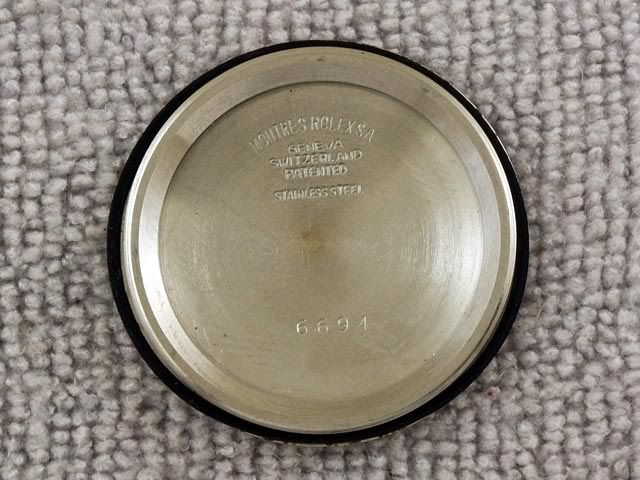 MONTRES ROLEX S.A
GENEVA
SWITZERLAND
PATENTED
STAINLESS STEEL
6694